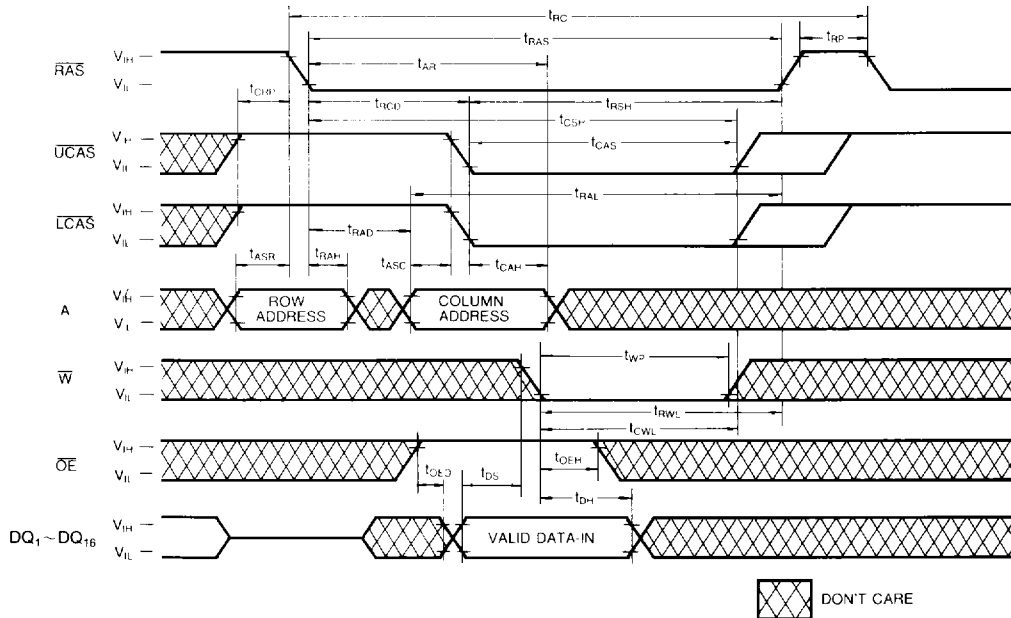 tRC
tRAS
tRP
RAS
VIH
VIL
tAR
tCRP
tRCD
tRSH
tCSH
UCAS
VIH
VIL
tCAS
tRAL
LCAS
VIH
VIL
tRAD
tASR
tRAH
tASC
tCAH
A
VIH
VIL
ROW
ADDRESS
COLUMN
ADDRESS
W
VIH
VIL
tWP
tRWL
tCWL
OE
VIH
VIL
tOED
tDS
tOEH
tDH
DQ1~DQ16
VIH
VIL
VALID DATA-IN
DON'T CARE